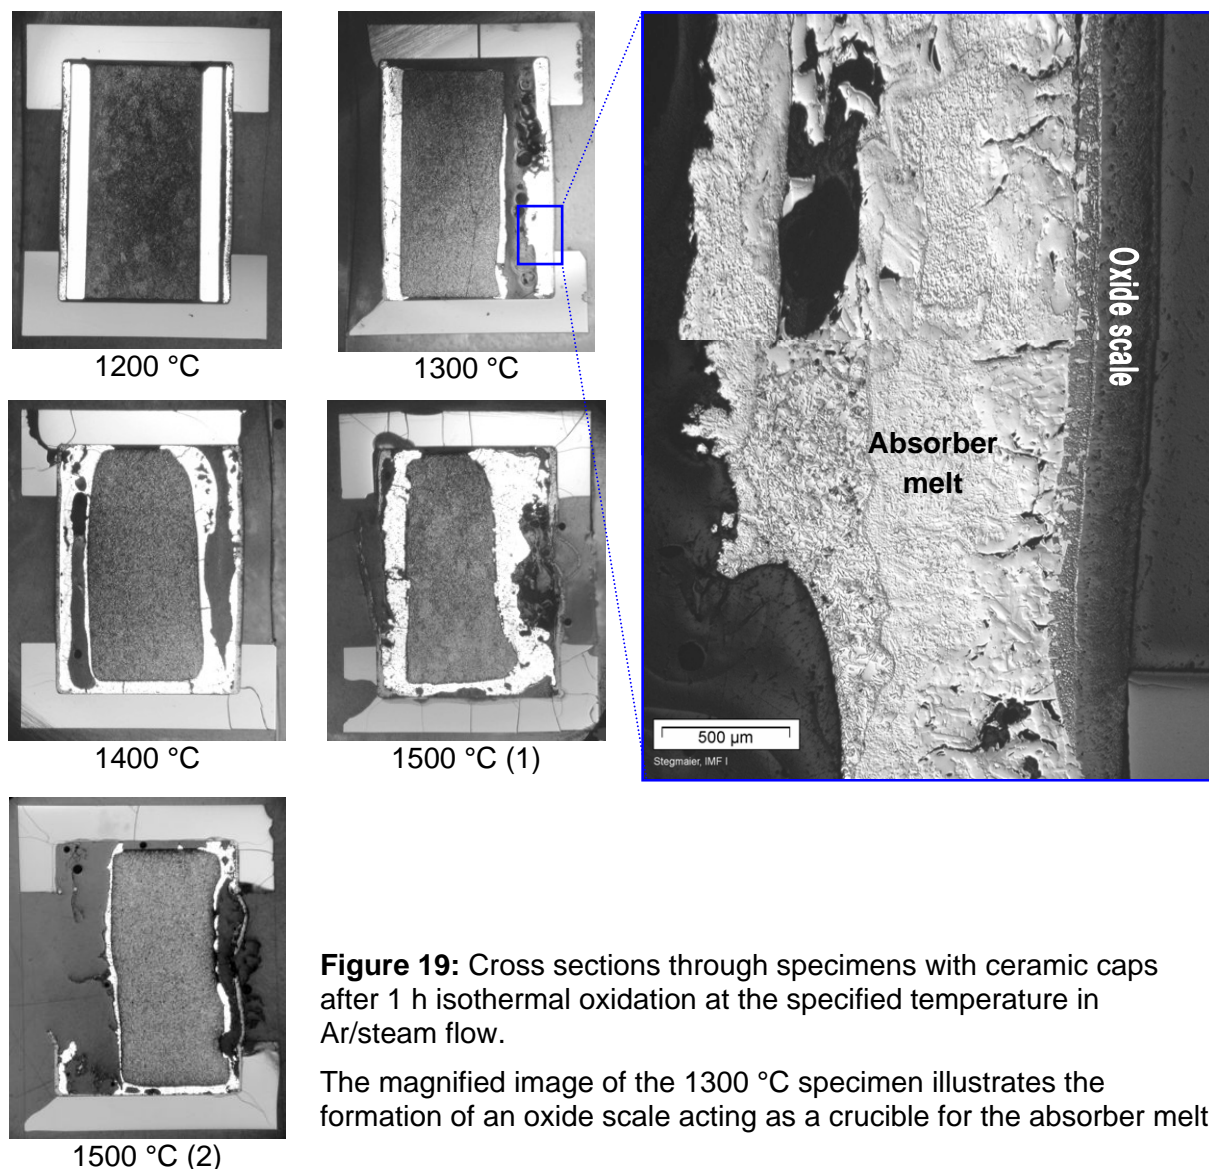 1200 °C
1300 °C
Oxide scale
Absorber
melt
500 µm
Stegmaier, IMF I
1400 °C
1500 °C (1)
1500 °C (2)
Figure 19: Cross sections through specimens with ceramic caps
after 1 h isothermal oxidation at the specified temperature in
Ar/steam flow.
The magnified image of the 1300 °C specimen illustrates the
formation of an oxide scale acting as a crucible for the absorber melt